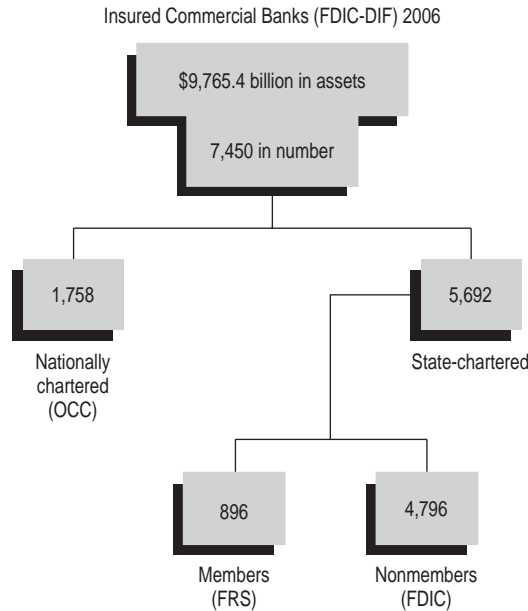 Insured Commercial Banks (FDIC-DIF) 2006
$9,765.4 billion in assets
7,450 in number
1,758
5,692
Nationally
chartered
(OCC)
State-chartered
896
4,796
Members
(FRS)
Nonmembers
(FDIC)